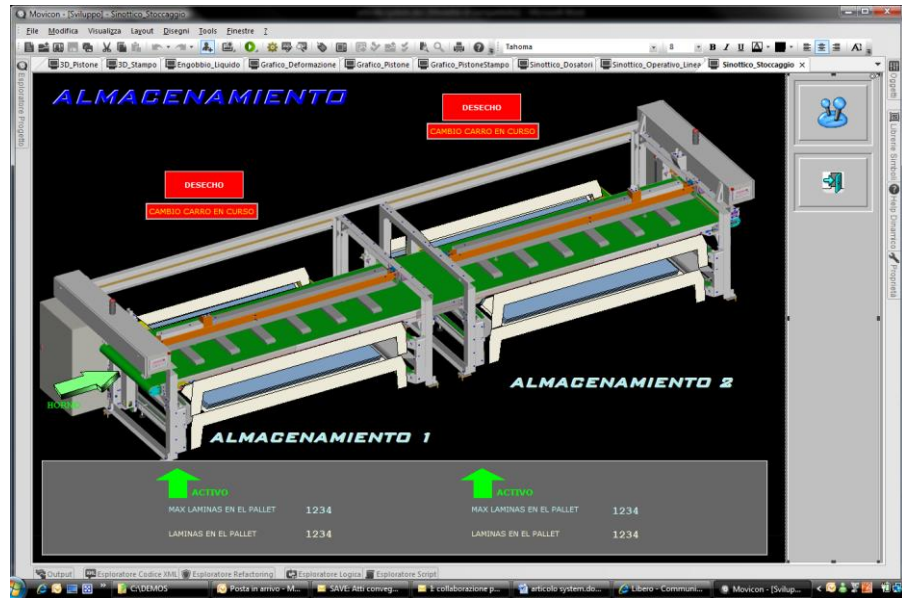 Movicon - [Sviluppo] - Sinottico_Stoccaggio
File Modifica Visualizza Layout Disegni Tools Finestre ?
Tahoma 8 B I U A A
3D_Pistone 3D_Stampo Engobbio_Liquido Grafico_Deformazione Grafico_Pistone Grafico_PistoneStampo Sinottico_Dosatori Sinottico_Operativo_Linea Sinottico_Stoccaggio
Esploratore Progetto
Oggetti
Librerie Simboli
Help Dinamico
Proprietà
ALMACENAMIENTO
DESECHO
CAMBIO CARRO EN CURSO
DESECHO
CAMBIO CARRO EN CURSO
HORNO
ALMACENAMIENTO 2
ALMACENAMIENTO 1
ACTIVO ACTIVO
MAX LAMINAS EN EL PALLET 1234 MAX LAMINAS EN EL PALLET 1234
LAMINAS EN EL PALLET 1234 LAMINAS EN EL PALLET 1234
Output Esploratore Codice XML Esploratore Refactoring Esploratore Logica Esploratore Script
C:\DEMOS Posta in arrivo - M... SAVE: Atti conveg... E collaborazione p... articolo system.do... Libero - Communi... Movicon - [Svilup...